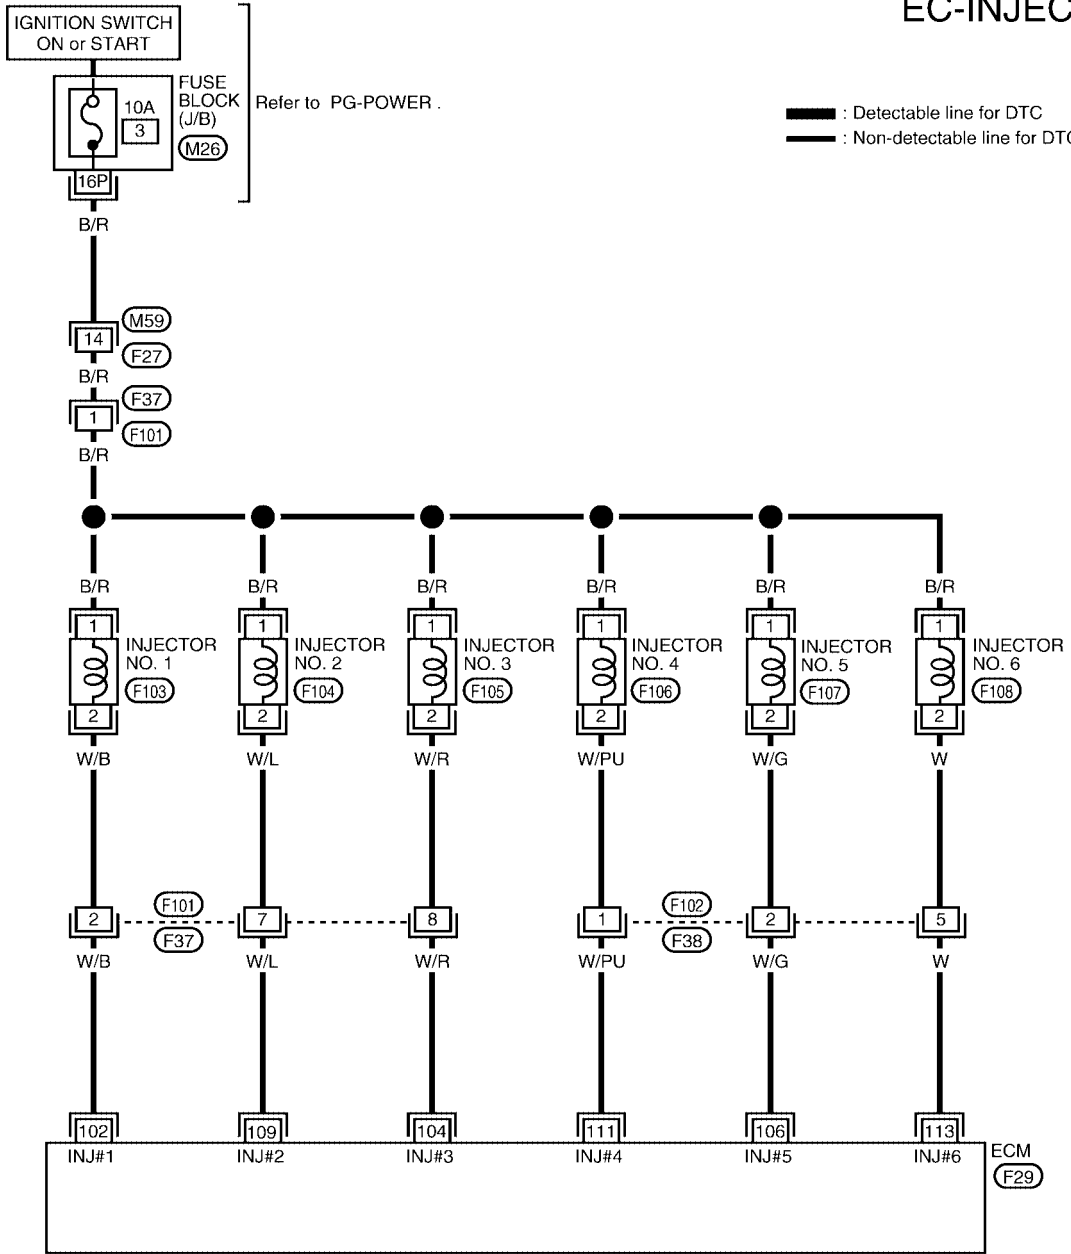 EC-INJEC
IGNITION SWITCH
ON or START
FUSE
BLOCK
(J/B)
10A
3
M26
Refer to PG-POWER .
: Detectable line for DTC
: Non-detectable line for DTC
16P
B/R
M59
14
F27
B/R
F37
1
F101
B/R
B/R B/R B/R B/R B/R B/R
1 1 1 1 1 1
INJECTOR
NO. 1
F103
INJECTOR
NO. 2
F104
INJECTOR
NO. 3
F105
INJECTOR
NO. 4
F106
INJECTOR
NO. 5
F107
INJECTOR
NO. 6
F108
2 2 2 2 2 2
W/B W/L W/R W/PU W/G W
F101 F102
2 7 8 1 2 5
F37 F38
W/B W/L W/R W/PU W/G W
102 109 104 111 106 113
INJ#1 INJ#2 INJ#3 INJ#4 INJ#5 INJ#6
ECM
F29